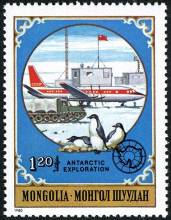 1.20₮
ANTARCTIC
EXPLORATION
MONGOLIA · МОНГОЛ ШУУДАН
1980